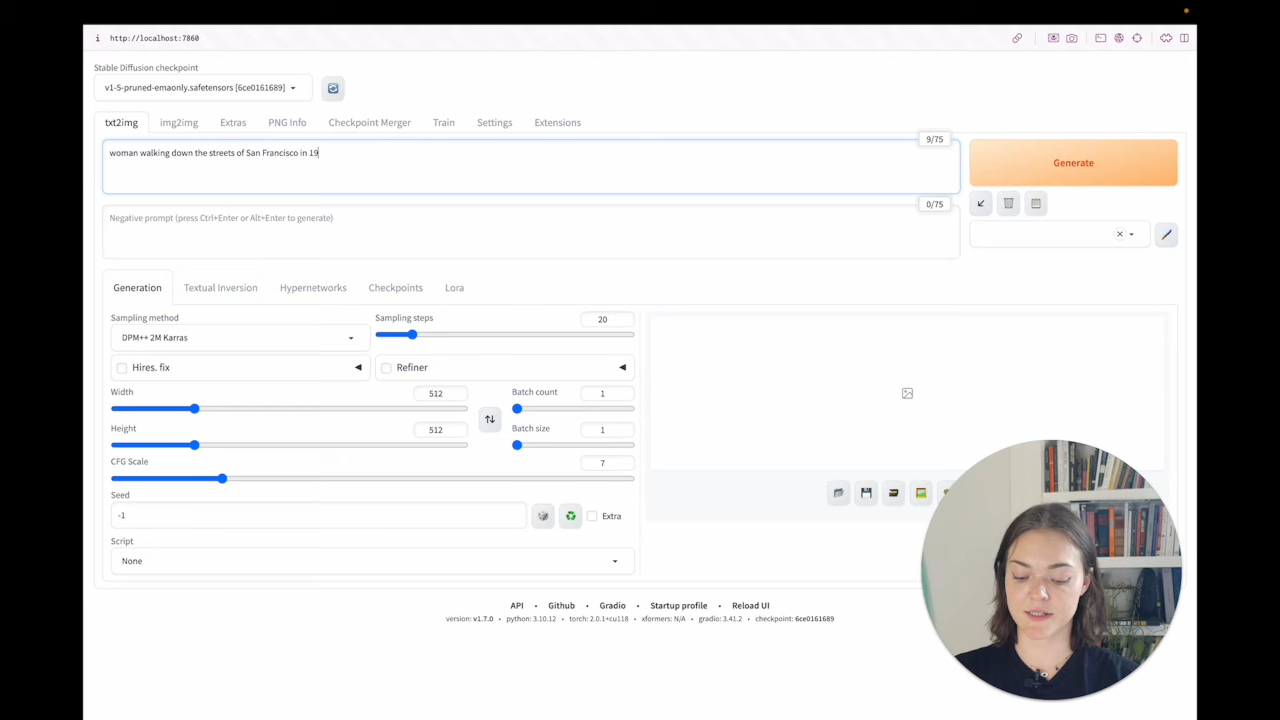 i http://localhost:7860
Stable Diffusion checkpoint
v1-5-pruned-emaonly.safetensors [6ce0161689]
txt2img img2img Extras PNG Info Checkpoint Merger Train Settings Extensions
9/75
woman walking down the streets of San Francisco in 19
Generate
0/75
Negative prompt (press Ctrl+Enter or Alt+Enter to generate)
Generation Textual Inversion Hypernetworks Checkpoints Lora
Sampling method Sampling steps 20
DPM++ 2M Karras
Hires. fix Refiner
Width 512 Batch count 1
Height 512 Batch size 1
CFG Scale 7
Seed
-1 Extra
Script
None
API • Github • Gradio • Startup profile • Reload UI
version: v1.7.0 • python: 3.10.12 • torch: 2.0.1+cu118 • xformers: N/A • gradio: 3.41.2 • checkpoint: 6ce0161689